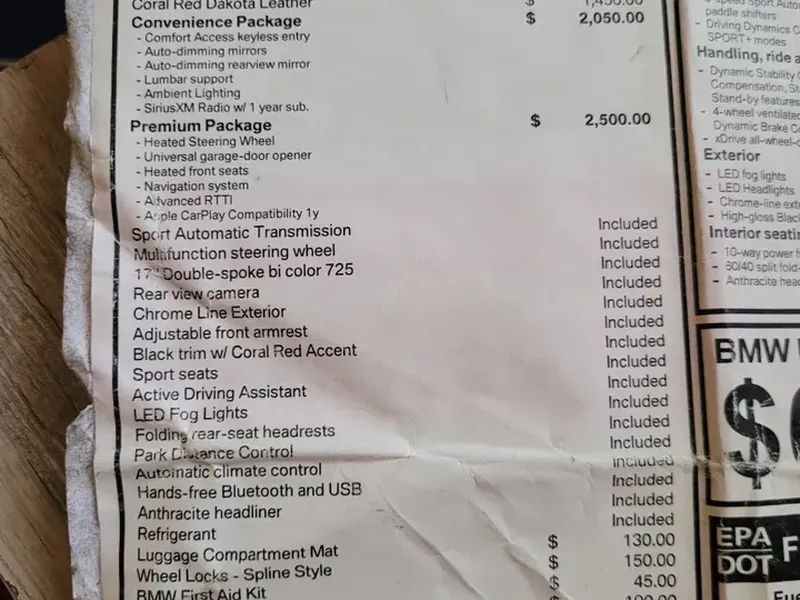 Coral Red Dakota Leather $ 1,450.00
Convenience Package $ 2,050.00
- Comfort Access keyless entry
- Auto-dimming mirrors
- Auto-dimming rearview mirror
- Lumbar support
- Ambient Lighting
- SiriusXM Radio w/ 1 year sub.
Premium Package $ 2,500.00
- Heated Steering Wheel
- Universal garage-door opener
- Heated front seats
- Navigation system
- Advanced RTTI
- Apple CarPlay Compatibility 1y
Sport Automatic Transmission Included
Multifunction steering wheel Included
17" Double-spoke bi color 725 Included
Rear view camera Included
Chrome Line Exterior Included
Adjustable front armrest Included
Black trim w/ Coral Red Accent Included
Sport seats Included
Active Driving Assistant Included
LED Fog Lights Included
Folding rear-seat headrests Included
Park Distance Control Included
Automatic climate control Included
Hands-free Bluetooth and USB Included
Anthracite headliner Included
Refrigerant Included
Luggage Compartment Mat $ 130.00
Wheel Locks - Spline Style $ 150.00
BMW First Aid Kit $ 45.00
paddle shifters
- Driving Dynamics
SPORT+ modes
Handling, ride
- Dynamic Stability
Compensation,
Stand-by features
- 4-wheel ventilated
Dynamic Brake
- xDrive all-wheel-
Exterior
- LED fog lights
- LED Headlights
- Chrome-line
- High-gloss
Interior
- 10-way power
- 60/40 split fold-
- Anthracite
BMW
$
EPA
DOT